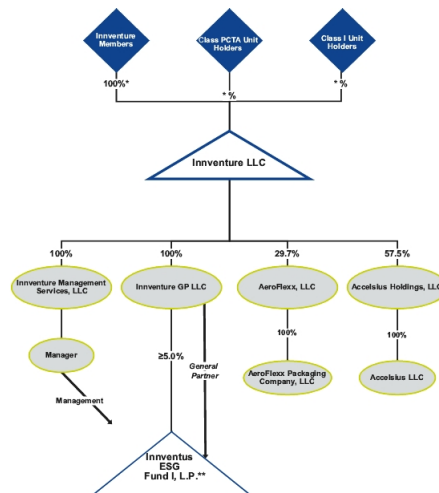 Innventure
Members
Class PCTA Unit
Holders
Class I Unit
Holders
100%*
* %
* %
Innventure LLC
100%
100%
29.7%
57.5%
Innventure Management
Services, LLC
Innventure GP LLC
AeroFlexx, LLC
Accelsius Holdings, LLC
100%
100%
Manager
≥5.0%
General
Partner
AeroFlexx Packaging
Company, LLC
Accelsius LLC
Management
Innventus
ESG
Fund I, L.P.**